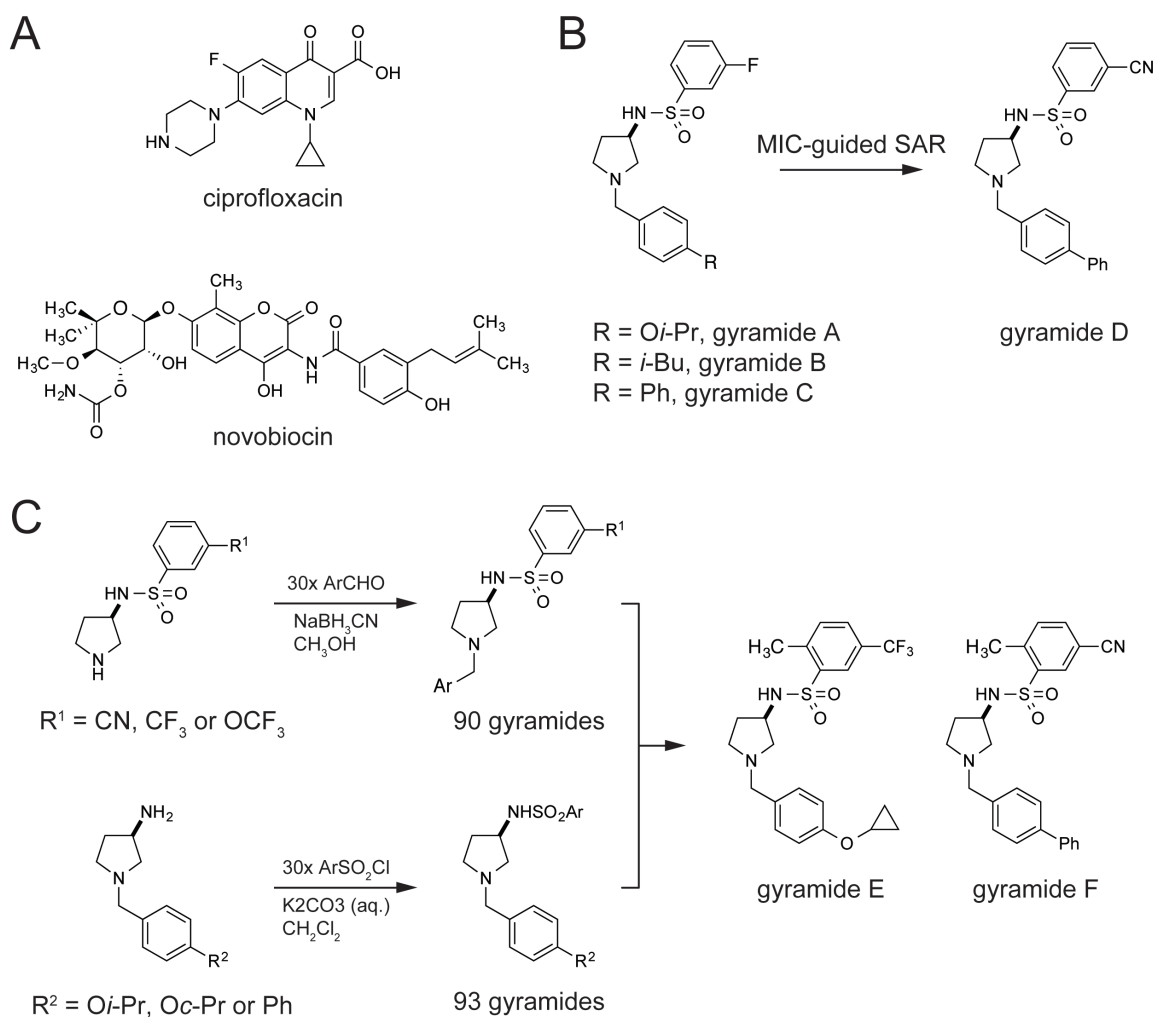 A
F
O
O
OH
N
N
HN
ciprofloxacin
CH₃
H₃C
O
O
O
O
H₃C
H₃CO
OH
O
N
H
CH₃
CH₃
H₂N
O
O
OH
OH
novobiocin
B
F
HN
S
O
O
N
R
MIC-guided SAR
CN
HN
S
O
O
N
Ph
R = Oi-Pr, gyramide A
R = i-Bu, gyramide B
R = Ph, gyramide C
gyramide D
C
R¹
HN
S
O
O
N
H
R¹ = CN, CF₃ or OCF₃
30x ArCHO
NaBH₃CN
CH₃OH
R¹
HN
S
O
O
N
Ar
90 gyramides
NH₂
N
R²
R² = Oi-Pr, Oc-Pr or Ph
30x ArSO₂Cl
K2CO3 (aq.)
CH₂Cl₂
NHSO₂Ar
N
R²
93 gyramides
H₃C
CF₃
HN
S
O
O
N
O
gyramide E
H₃C
CN
HN
S
O
O
N
Ph
gyramide F